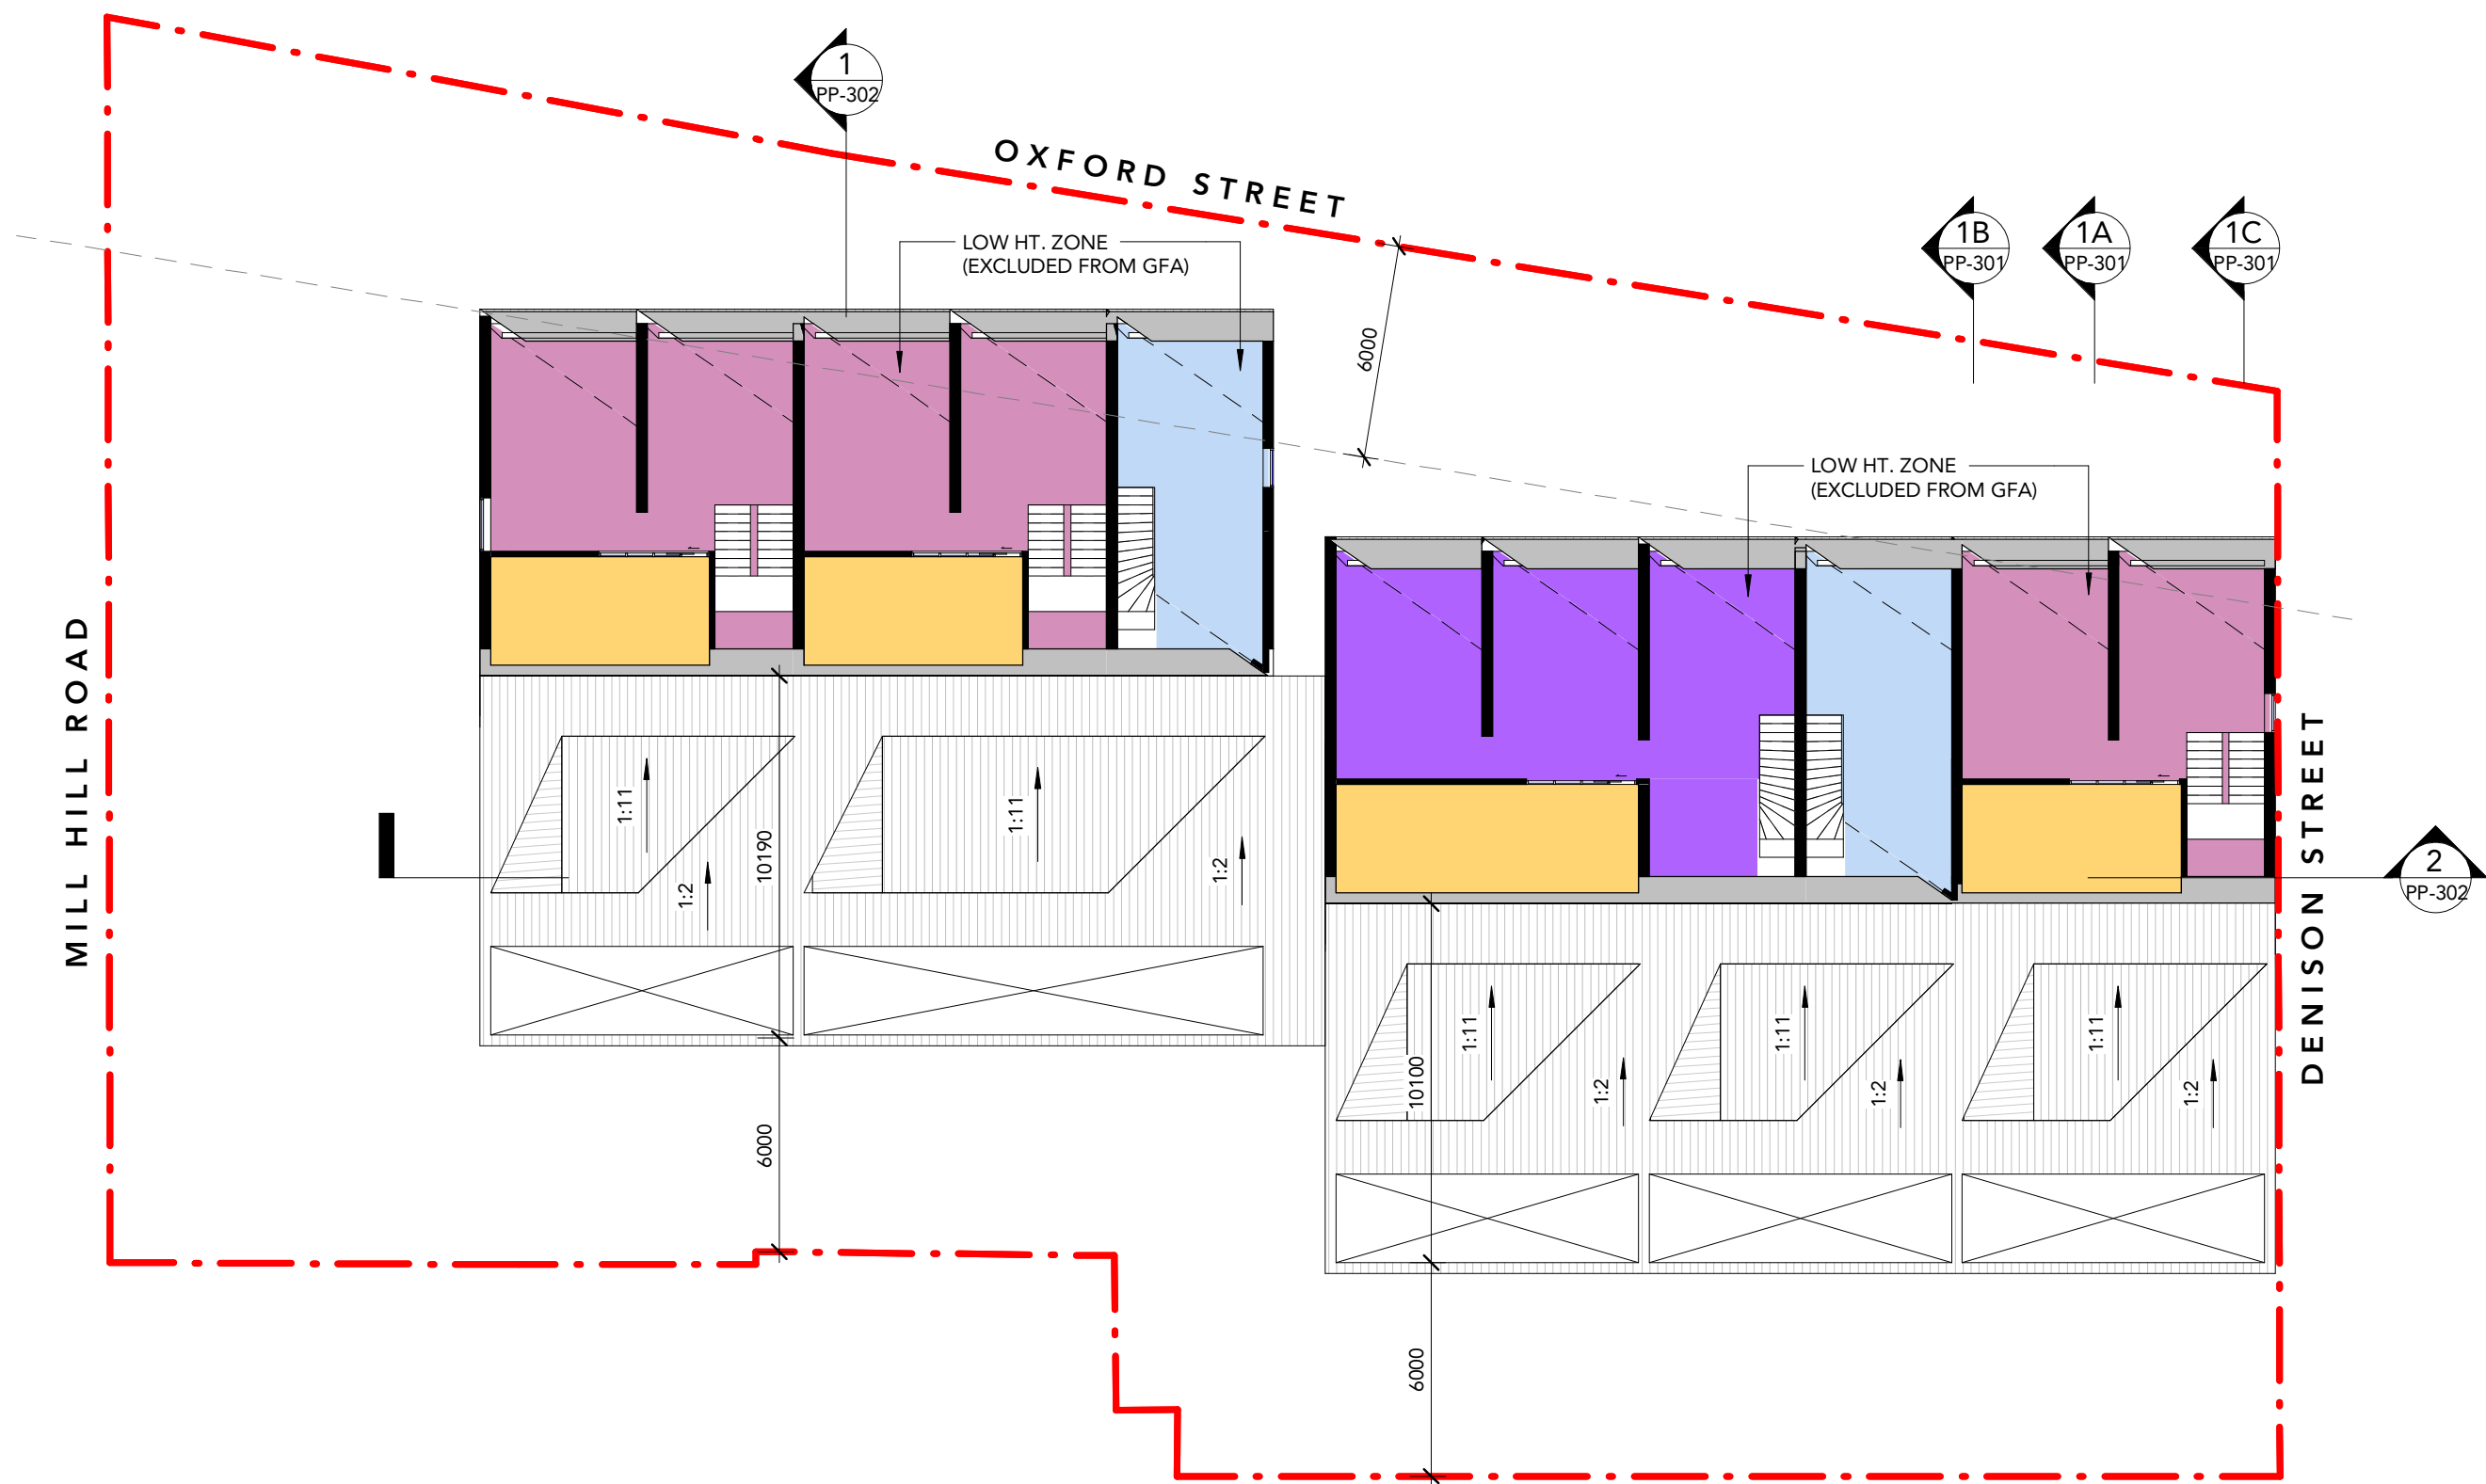 1
PP-302
OXFORD STREET
1B
PP-301
1A
PP-301
1C
PP-301
LOW HT. ZONE
(EXCLUDED FROM GFA)
6000
LOW HT. ZONE
(EXCLUDED FROM GFA)
MILL HILL ROAD
DENISON STREET
1:11
1:2
10190
1:11
1:2
2
PP-302
6000
1:11
10100
1:2
1:11
1:2
1:11
1:2
6000